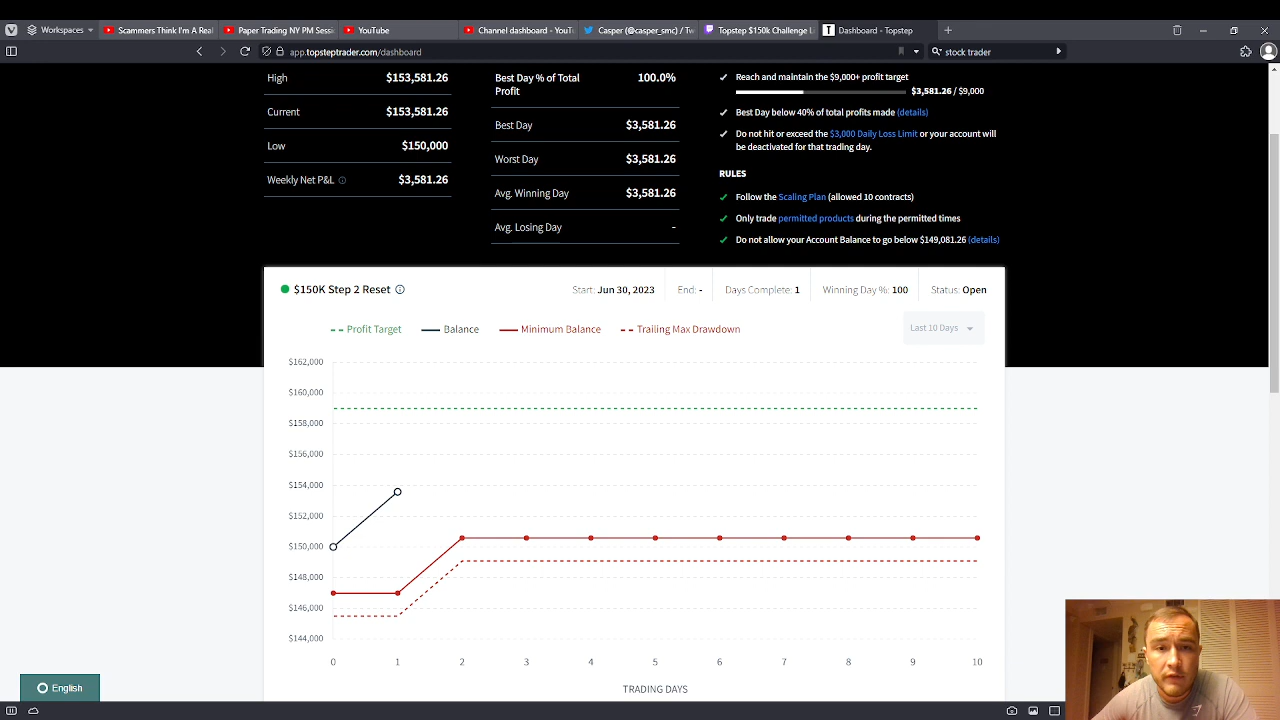 Workspaces
Scammers Think I'm A Real
Paper Trading NY PM Sessi
YouTube
Channel dashboard - YouTu
Casper (@casper_smc) / Tw
Topstep $150k Challenge L
Dashboard - Topstep
app.topsteptrader.com/dashboard
stock trader
High $153,581.26
Current $153,581.26
Low $150,000
Weekly Net P&L $3,581.26
Best Day % of Total 100.0%
Profit
Best Day $3,581.26
Worst Day $3,581.26
Avg. Winning Day $3,581.26
Avg. Losing Day -
Reach and maintain the $9,000+ profit target
$3,581.26 / $9,000
Best Day below 40% of total profits made (details)
Do not hit or exceed the $3,000 Daily Loss Limit or your account will
be deactivated for that trading day.
RULES
Follow the Scaling Plan (allowed 10 contracts)
Only trade permitted products during the permitted times
Do not allow your Account Balance to go below $149,081.26 (details)
$150K Step 2 Reset
Start: Jun 30, 2023
End: -
Days Complete: 1
Winning Day %: 100
Status: Open
Profit Target
Balance
Minimum Balance
Trailing Max Drawdown
Last 10 Days
$162,000
$160,000
$158,000
$156,000
$154,000
$152,000
$150,000
$148,000
$146,000
$144,000
0 1 2 3 4 5 6 7 8 9 10
TRADING DAYS
English